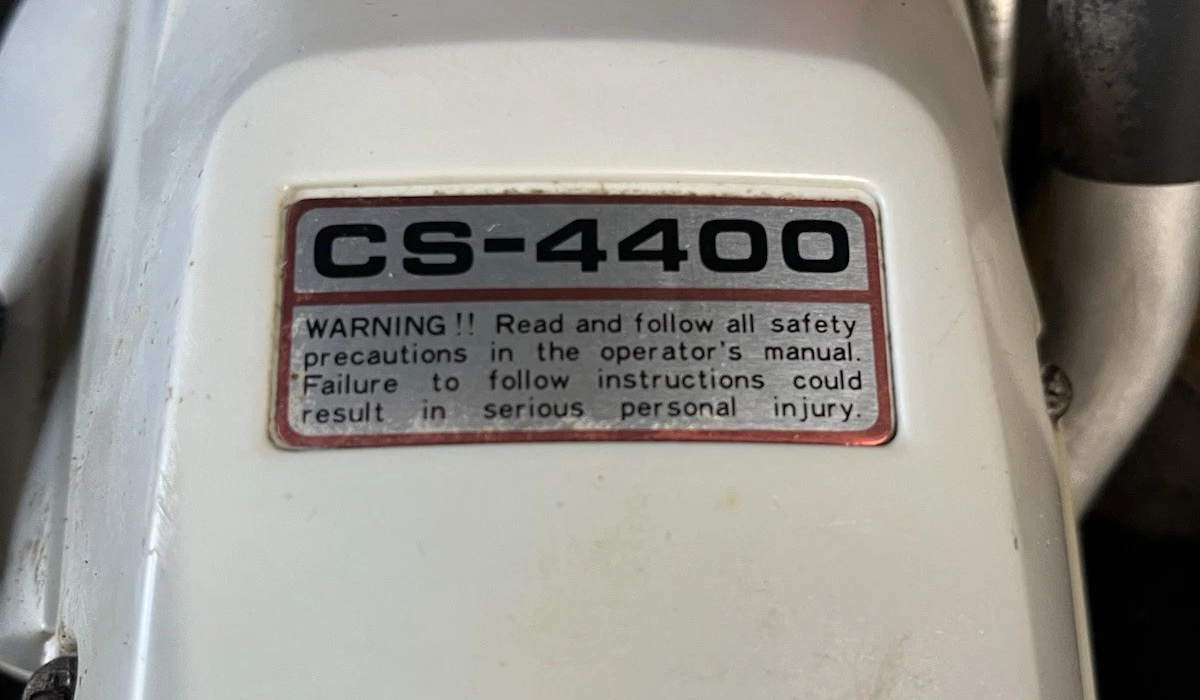 CS-4400
WARNING!! Read and follow all safety
precautions in the operator's manual.
Failure to follow instructions could
result in serious personal injury.